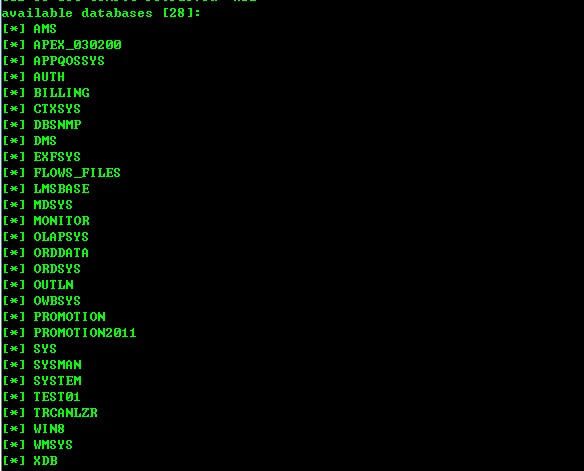 available databases [28]:
[*] AMS
[*] APEX_030200
[*] APPQOSSYS
[*] AUTH
[*] BILLING
[*] CTXSYS
[*] DBSNMP
[*] DMS
[*] EXFSYS
[*] FLOWS_FILES
[*] LMSBASE
[*] MDSYS
[*] MONITOR
[*] OLAPSYS
[*] ORDDATA
[*] ORDSYS
[*] OUTLN
[*] OWBSYS
[*] PROMOTION
[*] PROMOTION2011
[*] SYS
[*] SYSMAN
[*] SYSTEM
[*] TEST01
[*] TRCANLZR
[*] WIN8
[*] WMSYS
[*] XDB